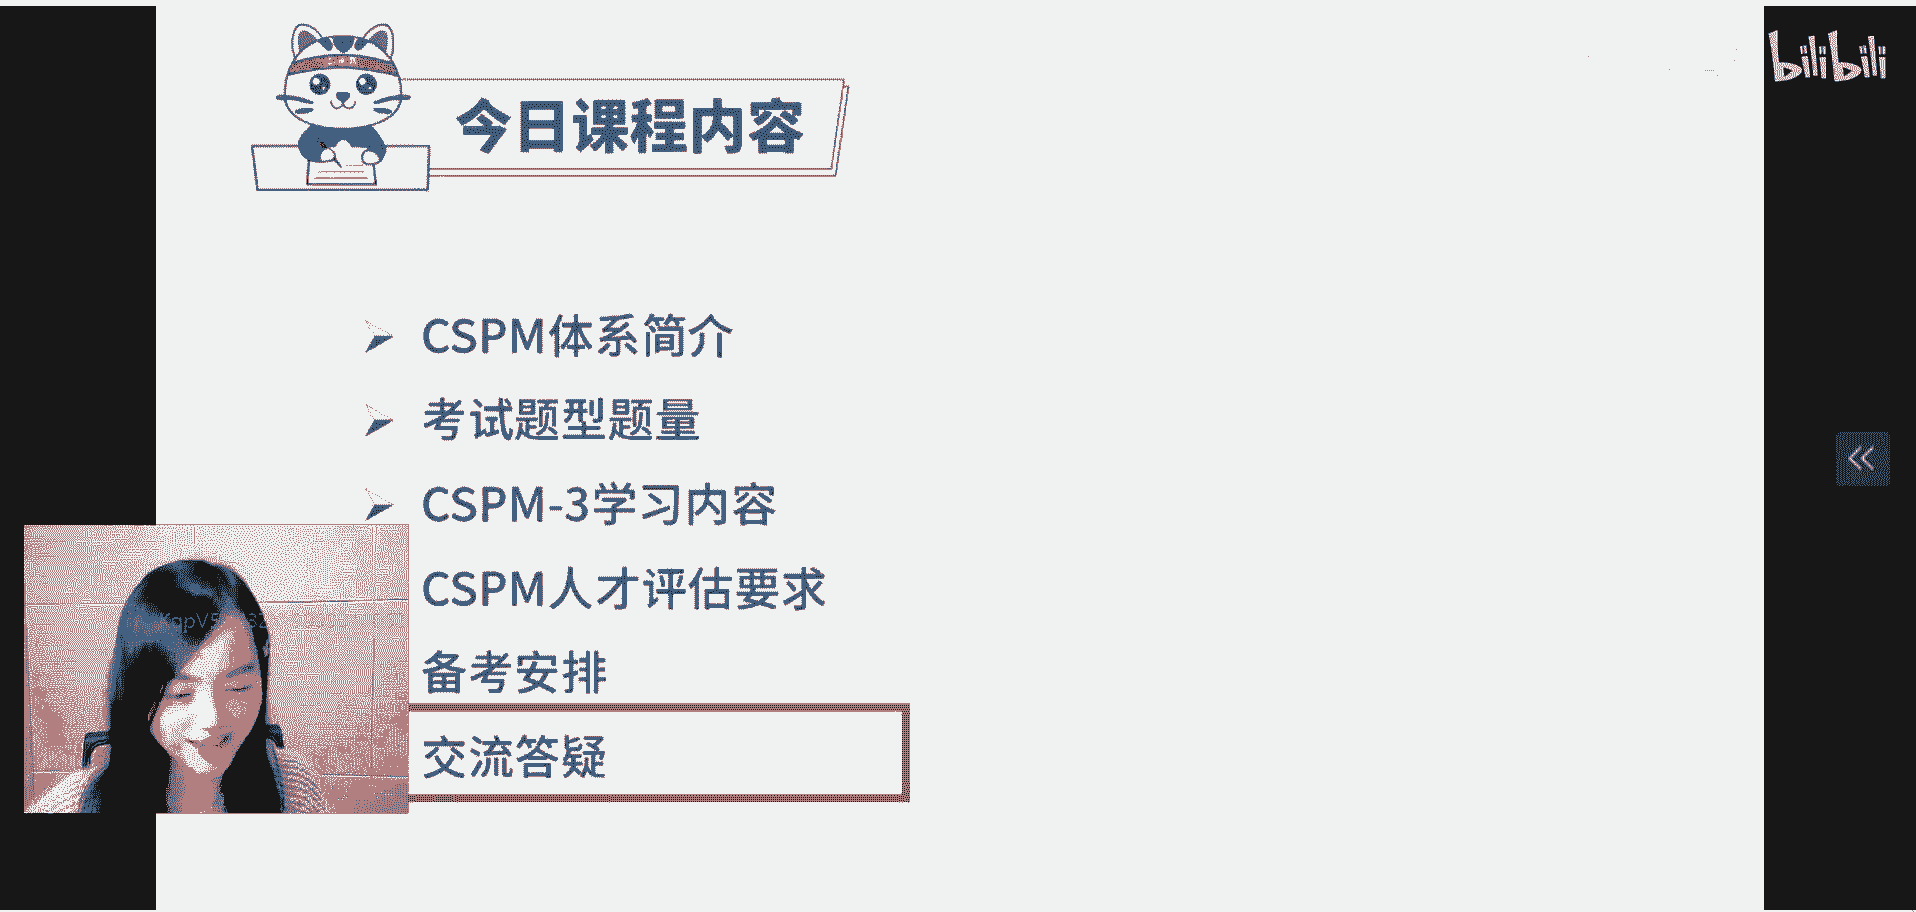 bilibili
今日课程内容
CSPM体系简介
考试题型题量
CSPM-3学习内容
CSPM人才评估要求
备考安排
交流答疑